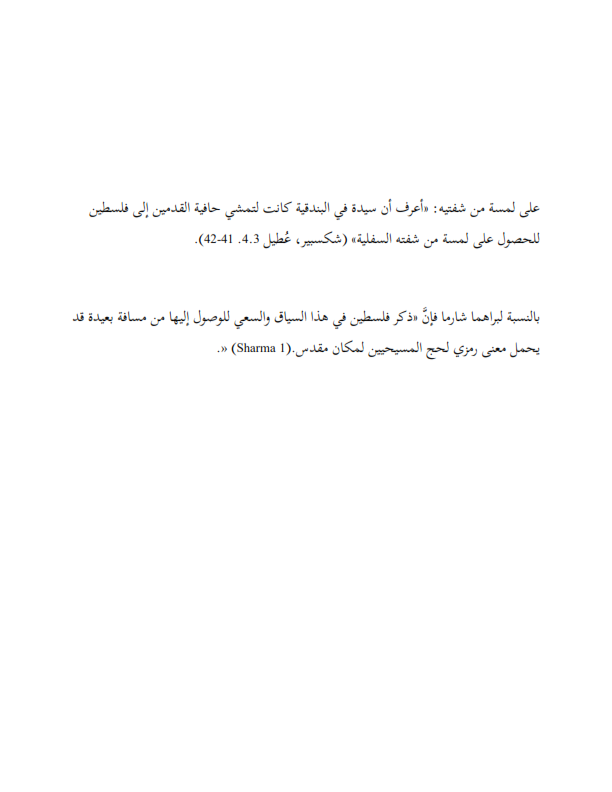 على لمسة من شفتيه: «أعرف أن سيدة في البندقية كانت لتمشي حافية القدمين إلى فلسطين
للحصول على لمسة من شفته السفلية» (شكسبير، عُطيل 4.3. 41-42).
بالنسبة لبراهما شارما فإنَّ «ذكر فلسطين في هذا السياق والسعي للوصول إليها من مسافة بعيدة قد
يحمل معنى رمزي لحج المسيحيين لمكان مقدس.(Sharma 1) «.